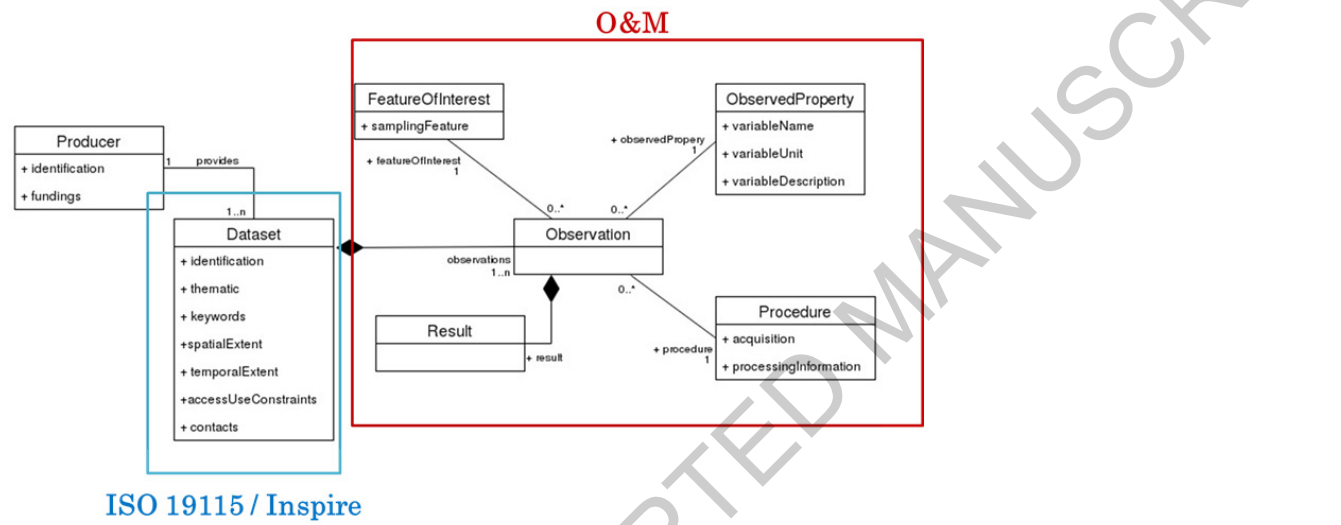 O&M
FeatureOfInterest
+ samplingFeature
ObservedProperty
+ variableName
+ variableUnit
+ variableDescription
Producer
+ identification
+ fundings
1
provides
1..n
+ featureOfInterest
1
+ observedPropery
1
0..*
0..*
Dataset
+ identification
+ thematic
+ keywords
+spatialExtent
+ temporalExtent
+accessUseConstraints
+ contacts
Observation
observations
1..n
0..*
Result
+ result
Procedure
+ acquisition
+ processingInformation
+ procedure
1
ISO 19115 / Inspire
RTED MANUSCR